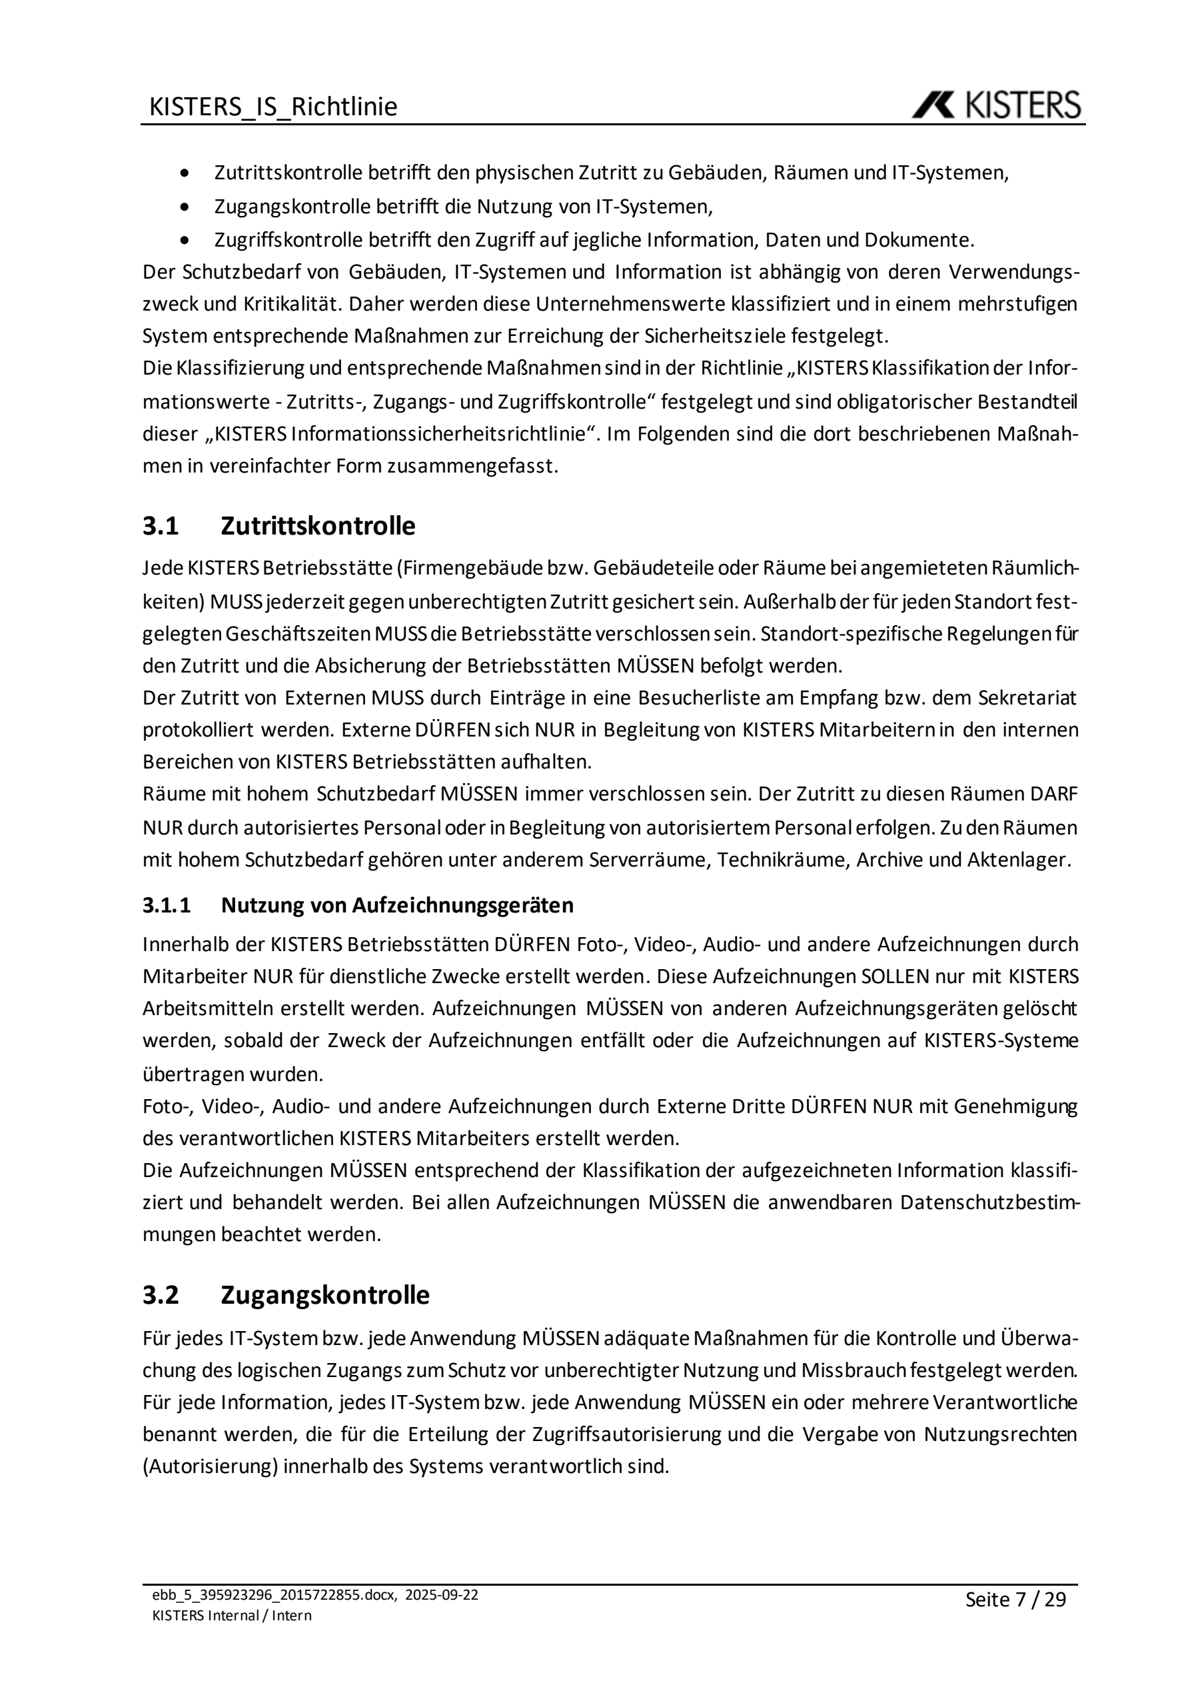 KISTERS_IS_Richtlinie
KISTERS
• Zutrittskontrolle betrifft den physischen Zutritt zu Gebäuden, Räumen und IT-Systemen,
• Zugangskontrolle betrifft die Nutzung von IT-Systemen,
• Zugriffskontrolle betrifft den Zugriff auf jegliche Information, Daten und Dokumente.
Der Schutzbedarf von Gebäuden, IT-Systemen und Information ist abhängig von deren Verwendungs-
zweck und Kritikalität. Daher werden diese Unternehmenswerte klassifiziert und in einem mehrstufigen
System entsprechende Maßnahmen zur Erreichung der Sicherheitsziele festgelegt.
Die Klassifizierung und entsprechende Maßnahmen sind in der Richtlinie „KISTERS Klassifikation der Infor-
mationswerte - Zutritts-, Zugangs- und Zugriffskontrolle“ festgelegt und sind obligatorischer Bestandteil
dieser „KISTERS Informationssicherheitsrichtlinie“. Im Folgenden sind die dort beschriebenen Maßnah-
men in vereinfachter Form zusammengefasst.
3.1 Zutrittskontrolle
Jede KISTERS Betriebsstätte (Firmengebäude bzw. Gebäudeteile oder Räume bei angemieteten Räumlich-
keiten) MUSS jederzeit gegen unberechtigten Zutritt gesichert sein. Außerhalb der für jeden Standort fest-
gelegten Geschäftszeiten MUSS die Betriebsstätte verschlossen sein. Standort-spezifische Regelungen für
den Zutritt und die Absicherung der Betriebsstätten MÜSSEN befolgt werden.
Der Zutritt von Externen MUSS durch Einträge in eine Besucherliste am Empfang bzw. dem Sekretariat
protokolliert werden. Externe DÜRFEN sich NUR in Begleitung von KISTERS Mitarbeitern in den internen
Bereichen von KISTERS Betriebsstätten aufhalten.
Räume mit hohem Schutzbedarf MÜSSEN immer verschlossen sein. Der Zutritt zu diesen Räumen DARF
NUR durch autorisiertes Personal oder in Begleitung von autorisiertem Personal erfolgen. Zu den Räumen
mit hohem Schutzbedarf gehören unter anderem Serverräume, Technikräume, Archive und Aktenlager.
3.1.1 Nutzung von Aufzeichnungsgeräten
Innerhalb der KISTERS Betriebsstätten DÜRFEN Foto-, Video-, Audio- und andere Aufzeichnungen durch
Mitarbeiter NUR für dienstliche Zwecke erstellt werden. Diese Aufzeichnungen SOLLEN nur mit KISTERS
Arbeitsmitteln erstellt werden. Aufzeichnungen MÜSSEN von anderen Aufzeichnungsgeräten gelöscht
werden, sobald der Zweck der Aufzeichnungen entfällt oder die Aufzeichnungen auf KISTERS-Systeme
übertragen wurden.
Foto-, Video-, Audio- und andere Aufzeichnungen durch Externe Dritte DÜRFEN NUR mit Genehmigung
des verantwortlichen KISTERS Mitarbeiters erstellt werden.
Die Aufzeichnungen MÜSSEN entsprechend der Klassifikation der aufgezeichneten Information klassifi-
ziert und behandelt werden. Bei allen Aufzeichnungen MÜSSEN die anwendbaren Datenschutzbestim-
mungen beachtet werden.
3.2 Zugangskontrolle
Für jedes IT-System bzw. jede Anwendung MÜSSEN adäquate Maßnahmen für die Kontrolle und Überwa-
chung des logischen Zugangs zum Schutz vor unberechtigter Nutzung und Missbrauch festgelegt werden.
Für jede Information, jedes IT-System bzw. jede Anwendung MÜSSEN ein oder mehrere Verantwortliche
benannt werden, die für die Erteilung der Zugriffsautorisierung und die Vergabe von Nutzungsrechten
(Autorisierung) innerhalb des Systems verantwortlich sind.
ebb_5_395923296_2015722855.docx, 2025-09-22
KISTERS Internal / Intern
Seite 7 / 29